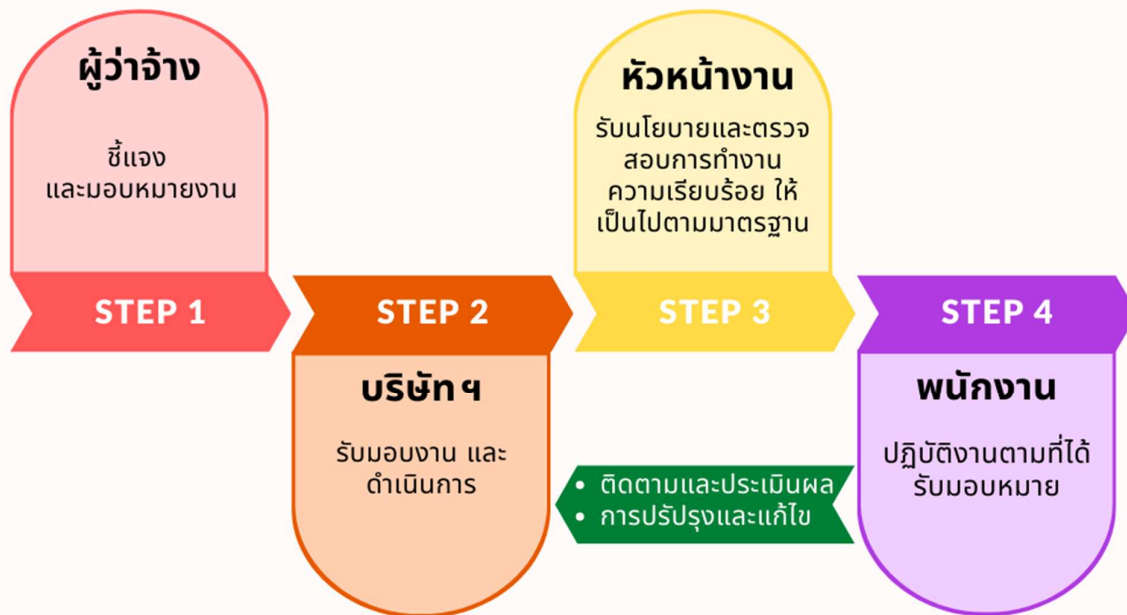 ผู้ว่าจ้าง
ชี้แจง
และมอบหมายงาน
STEP 1
STEP 2
บริษัทฯ
รับมอบงาน และ
ดำเนินการ
หัวหน้างาน
รับนโยบายและตรวจ
สอบการทำงาน
ความเรียบร้อย ให้
เป็นไปตามมาตรฐาน
STEP 3
STEP 4
พนักงาน
ปฏิบัติงานตามที่ได้
รับมอบหมาย
• ติดตามและประเมินผล
• การปรัปรุงและแก้ไข